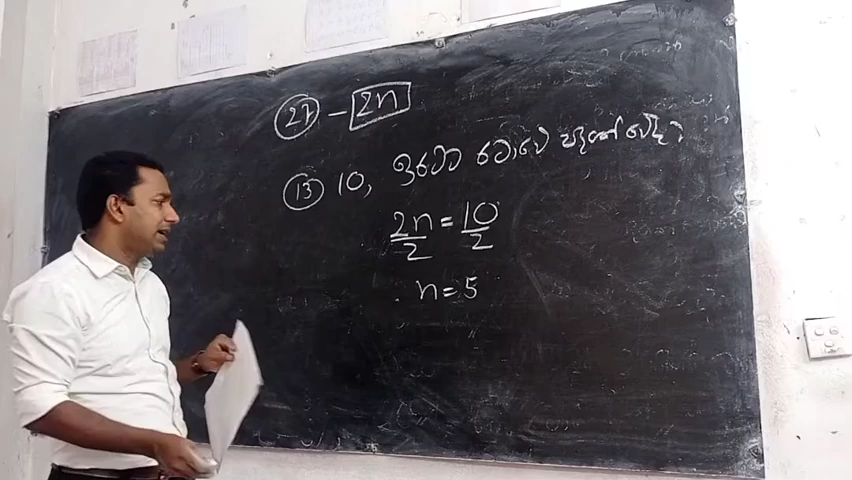 27 - 2n
13 10, ඉරට්ට රටාවේ පදයක් වේද?
2n/2 = 10/2
n = 5